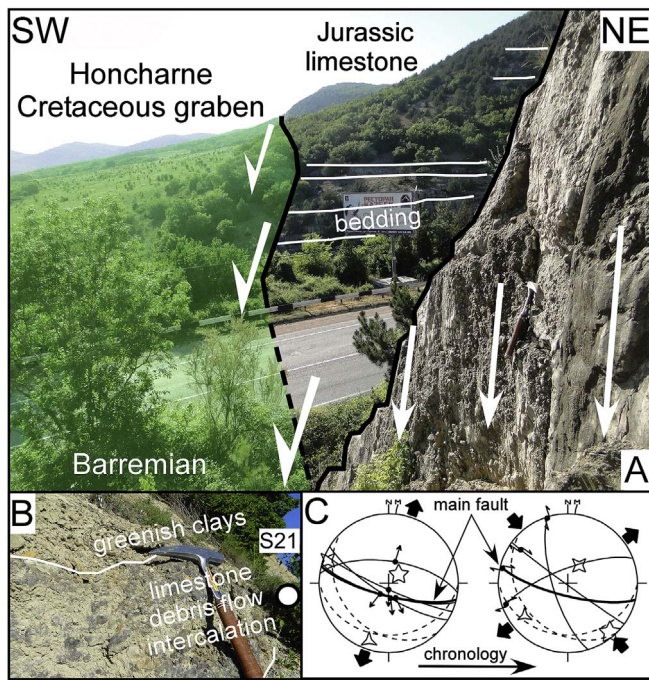 SW
NE
Jurassic
limestone
Honcharne
Cretaceous graben
РЕСТОРАН
bedding
Barremian
A
B
greenish clays
S21
limestone
debris flow
intercalation
C
main fault
N M
N M
chronology